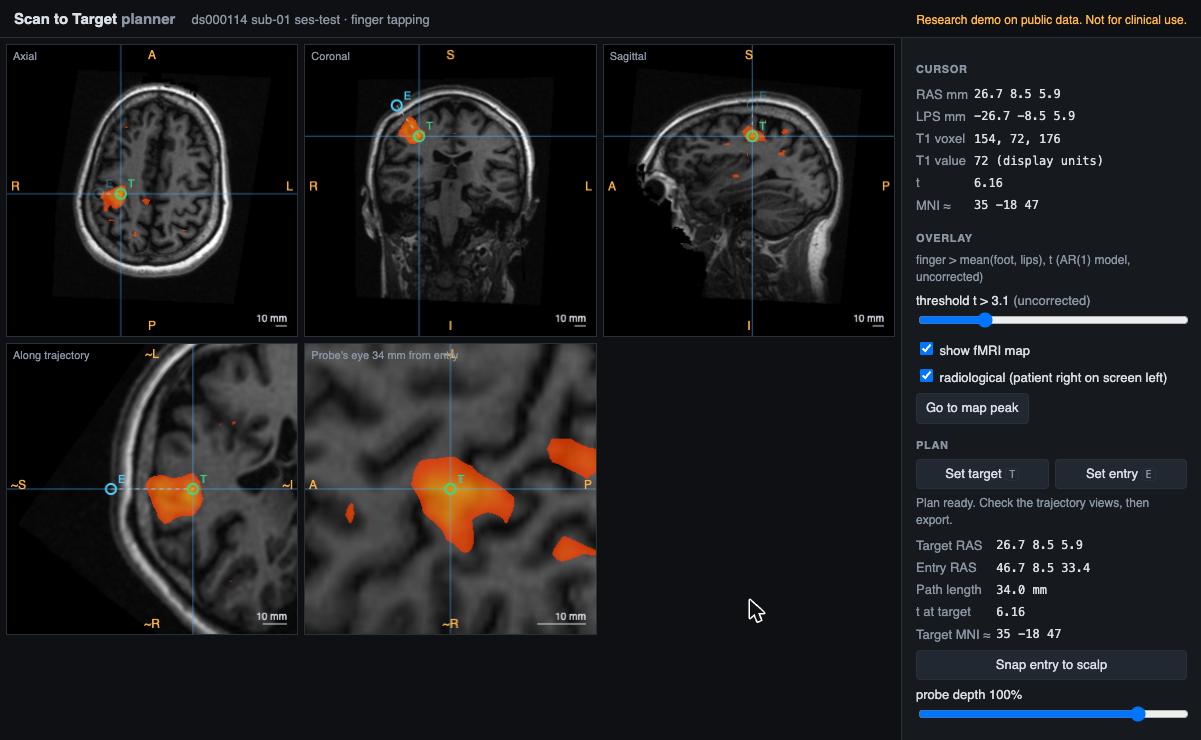 Scan to Target planner ds000114 sub-01 ses-test · finger tapping
Research demo on public data. Not for clinical use.
Axial
A
R
L
T
P
10 mm
Coronal
S
E
T
R
L
I
10 mm
Sagittal
S
E
T
A
P
I
10 mm
Along trajectory
~L
~S
E
T
~I
~R
10 mm
Probe's eye 34 mm from entry
~L
A
T
P
~R
10 mm
CURSOR
RAS mm 26.7 8.5 5.9
LPS mm −26.7 −8.5 5.9
T1 voxel 154, 72, 176
T1 value 72 (display units)
t 6.16
MNI ≈ 35 −18 47
OVERLAY
finger > mean(foot, lips), t (AR(1) model,
uncorrected)
threshold t > 3.1 (uncorrected)
show fMRI map
radiological (patient right on screen left)
Go to map peak
PLAN
Set target T
Set entry E
Plan ready. Check the trajectory views, then
export.
Target RAS 26.7 8.5 5.9
Entry RAS 46.7 8.5 33.4
Path length 34.0 mm
t at target 6.16
Target MNI ≈ 35 −18 47
Snap entry to scalp
probe depth 100%